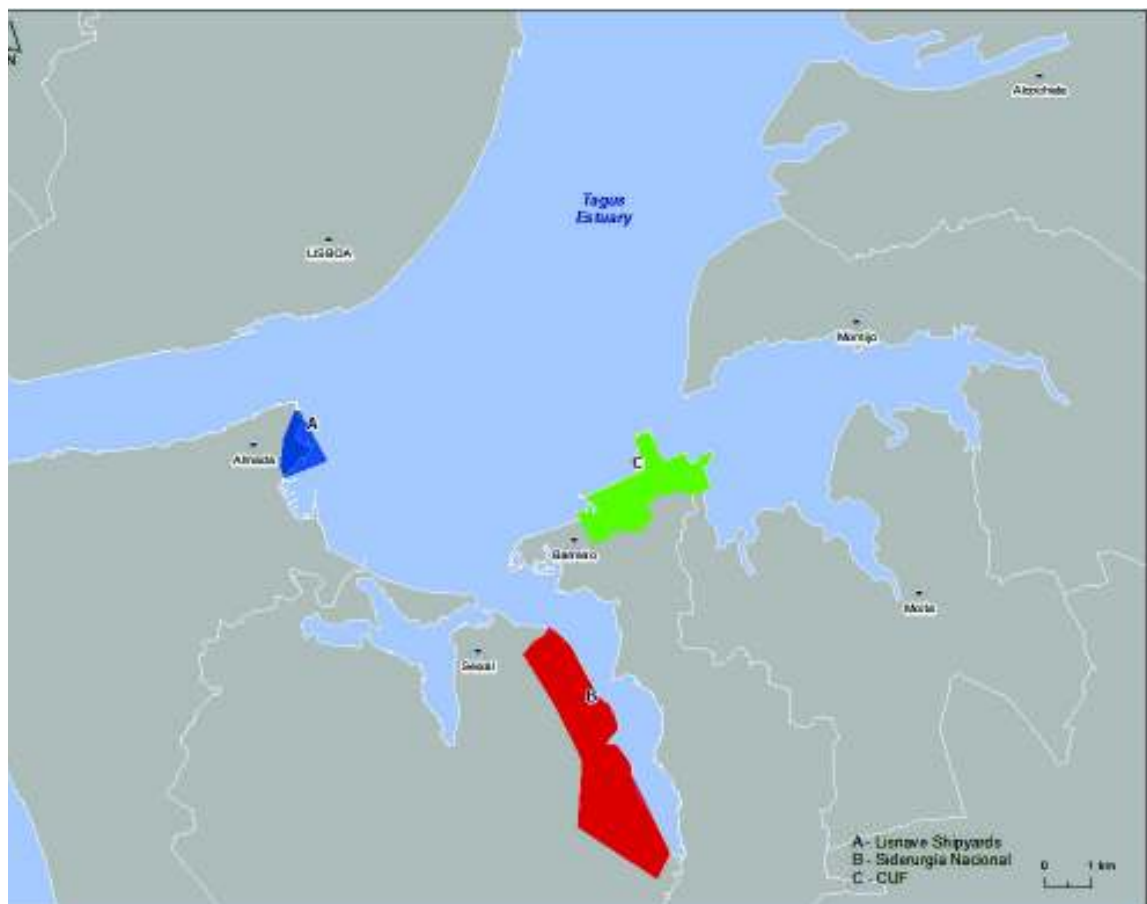 N
Alcochete
Tagus
Estuary
LISBOA
Montijo
A
Almada
C
Barreiro
Moita
Seixal
B
A - Lisnave Shipyards
B - Siderurgia Nacional
C - CUF
0 1 km